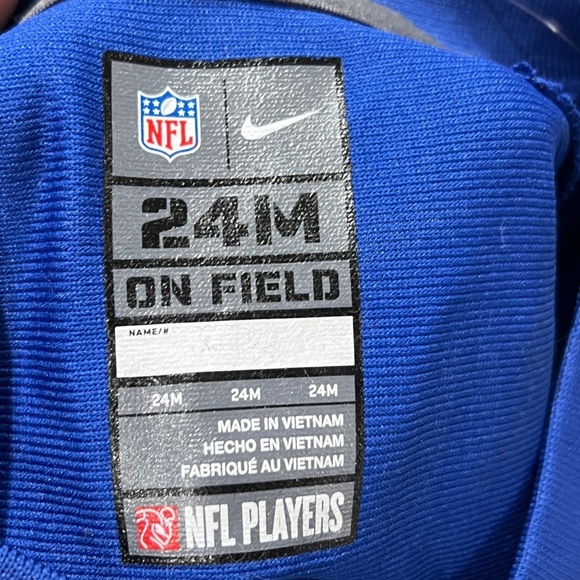 NFL
24M
ON FIELD
NAME/#
24M 24M 24M
MADE IN VIETNAM
HECHO EN VIETNAM
FABRIQUÉ AU VIETNAM
NFL PLAYERS